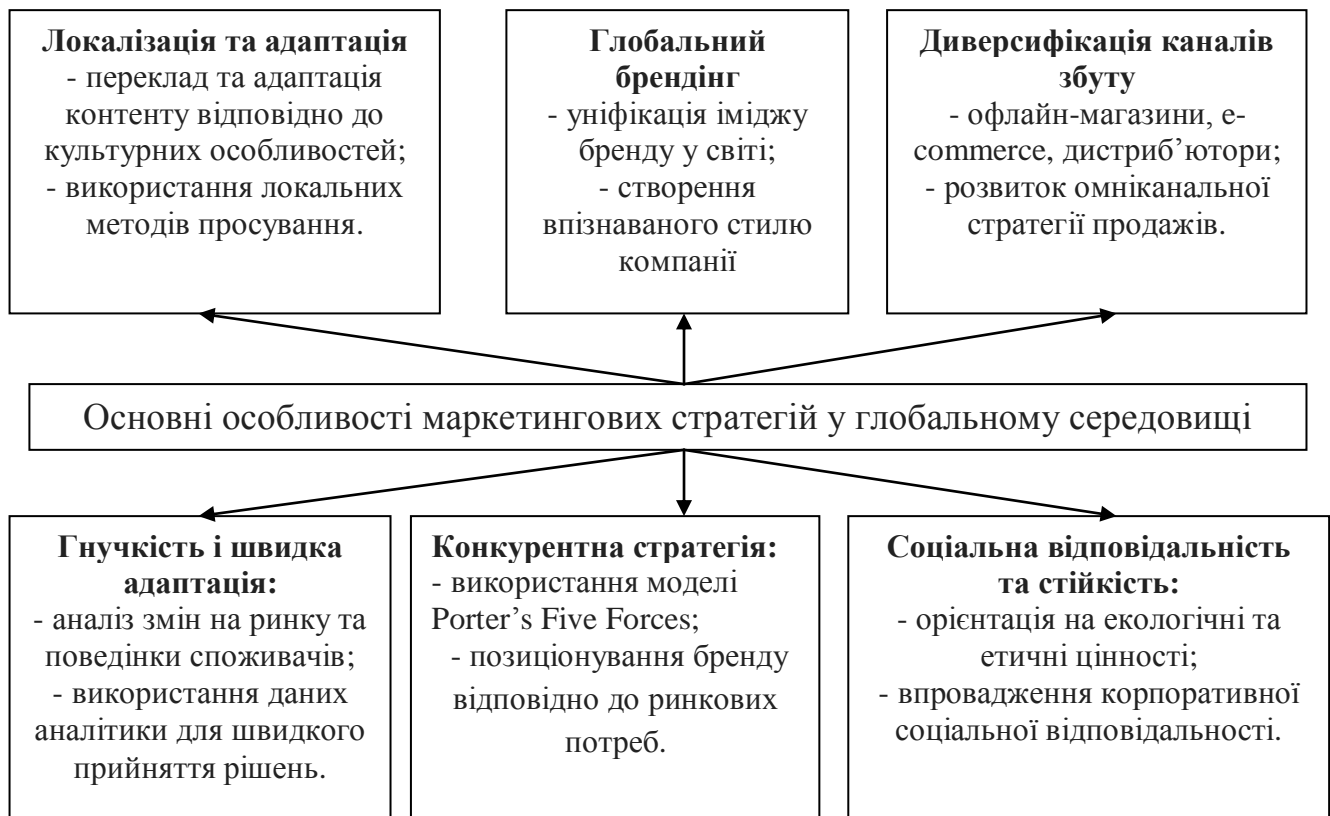 Локалізація та адаптація
- переклад та адаптація
контенту відповідно до
культурних особливостей;
- використання локальних
методів просування.
Глобальний
брендінг
- уніфікація іміджу
бренду у світі;
- створення
впізнаваного стилю
компанії
Диверсифікація каналів
збуту
- офлайн-магазини, e-
commerce, дистриб’ютори;
- розвиток омніканальної
стратегії продажів.
Основні особливості маркетингових стратегій у глобальному середовищі
Гнучкість і швидка
адаптація:
- аналіз змін на ринку та
поведінки споживачів;
- використання даних
аналітики для швидкого
прийняття рішень.
Конкурентна стратегія:
- використання моделі
Porter’s Five Forces;
- позиціонування бренду
відповідно до ринкових
потреб.
Соціальна відповідальність
та стійкість:
- орієнтація на екологічні та
етичні цінності;
- впровадження корпоративної
соціальної відповідальності.